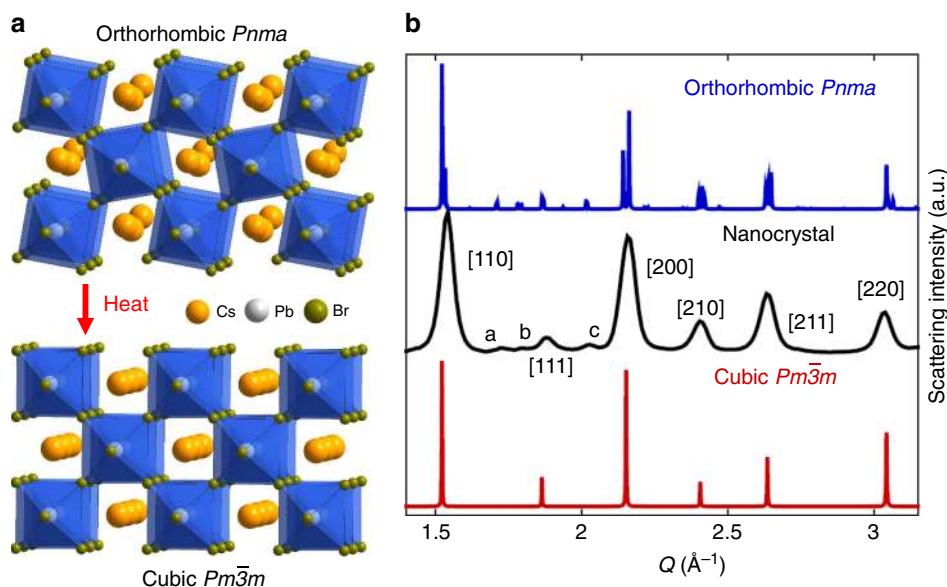 a
Orthorhombic Pnma
Heat
Cs
Pb
Br
Cubic Pm3̅m
b
Orthorhombic Pnma
Nanocrystal
[110]
[200]
[210]
[211]
[220]
a
b
c
[111]
Cubic Pm3̅m
Scattering intensity (a.u.)
1.5
2
2.5
3
Q (Å⁻¹)